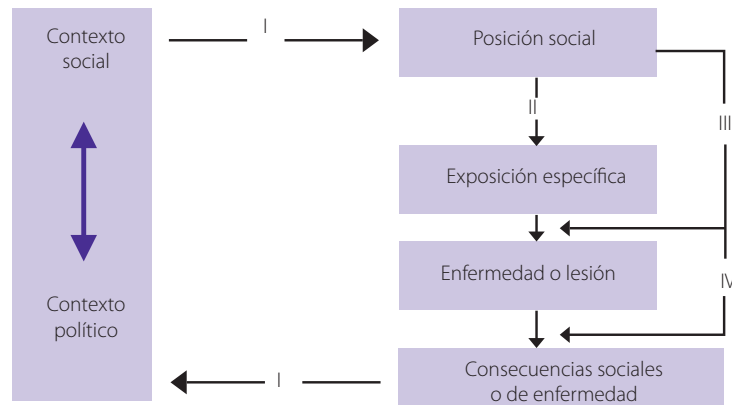 Contexto
social
I
Posición social
II
III
Exposición específica
Enfermedad o lesión
IV
Contexto
político
I
Consecuencias sociales
o de enfermedad